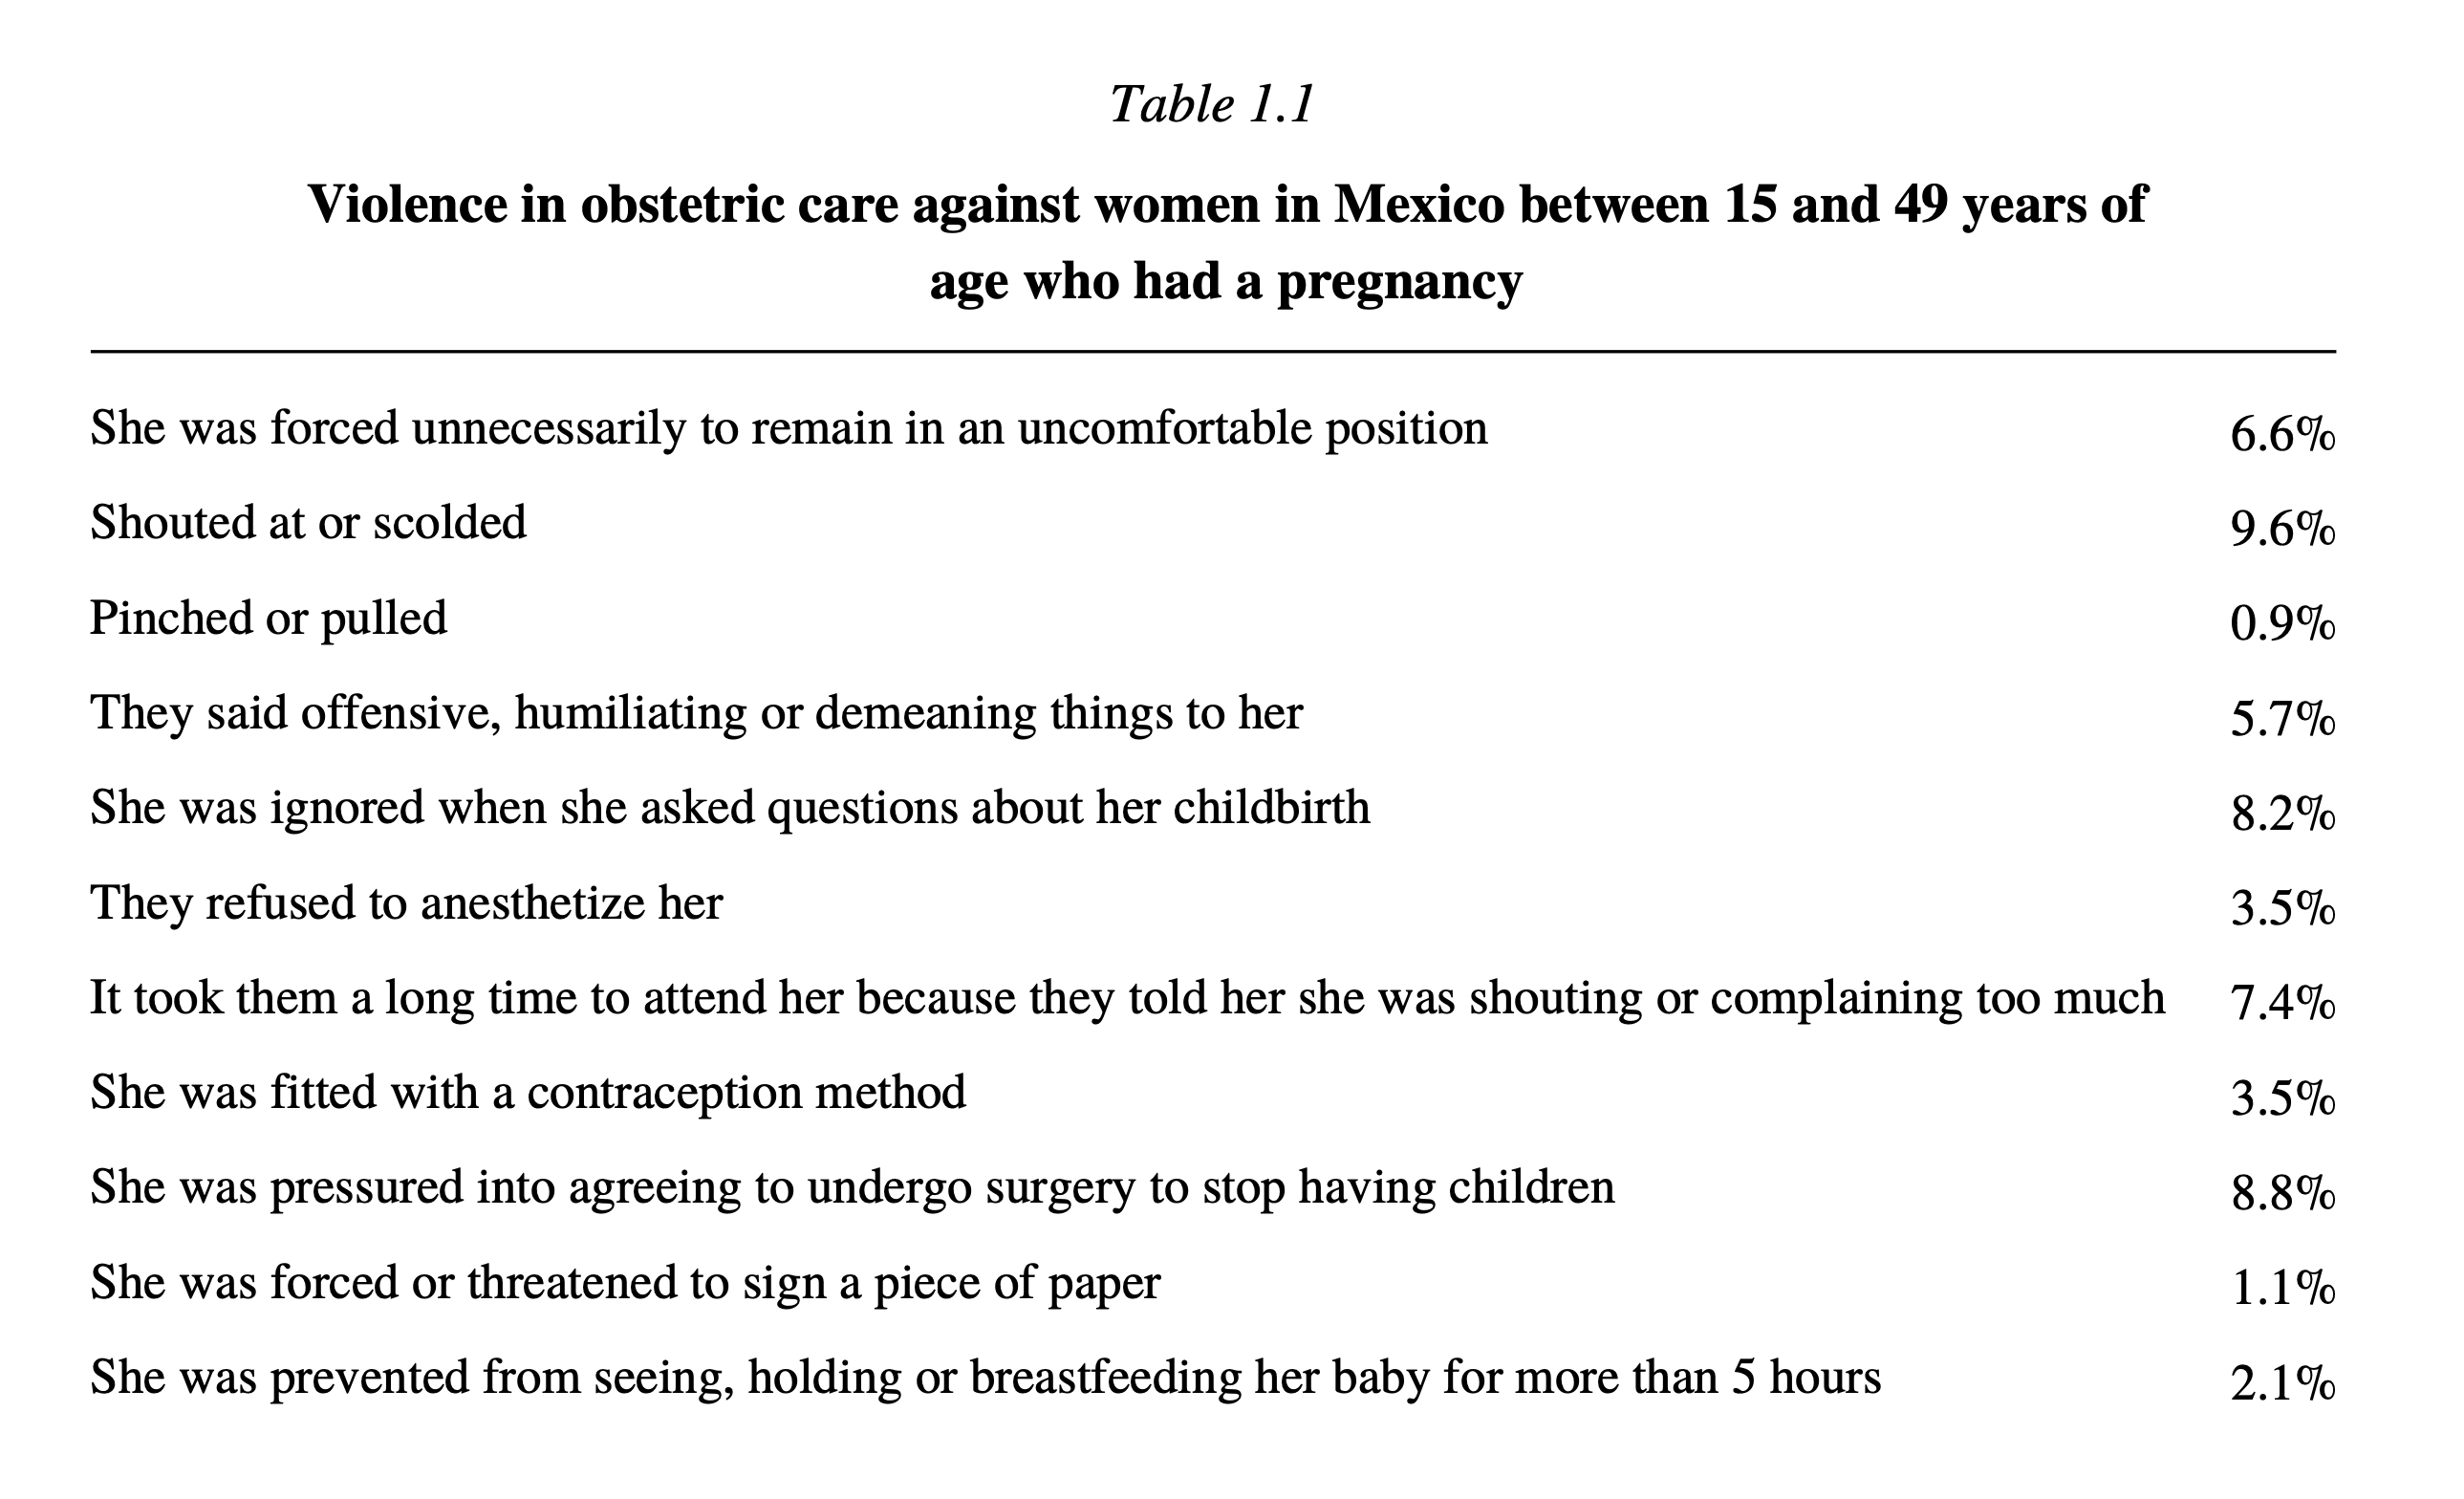 Table 1.1
Violence in obstetric care against women in Mexico between 15 and 49 years of
age who had a pregnancy
She was forced unnecessarily to remain in an uncomfortable position 6.6%
Shouted at or scolded 9.6%
Pinched or pulled 0.9%
They said offensive, humiliating or demeaning things to her 5.7%
She was ignored when she asked questions about her childbirth 8.2%
They refused to anesthetize her 3.5%
It took them a long time to attend her because they told her she was shouting or complaining too much 7.4%
She was fitted with a contraception method 3.5%
She was pressured into agreeing to undergo surgery to stop having children 8.8%
She was forced or threatened to sign a piece of paper 1.1%
She was prevented from seeing, holding or breastfeeding her baby for more than 5 hours 2.1%